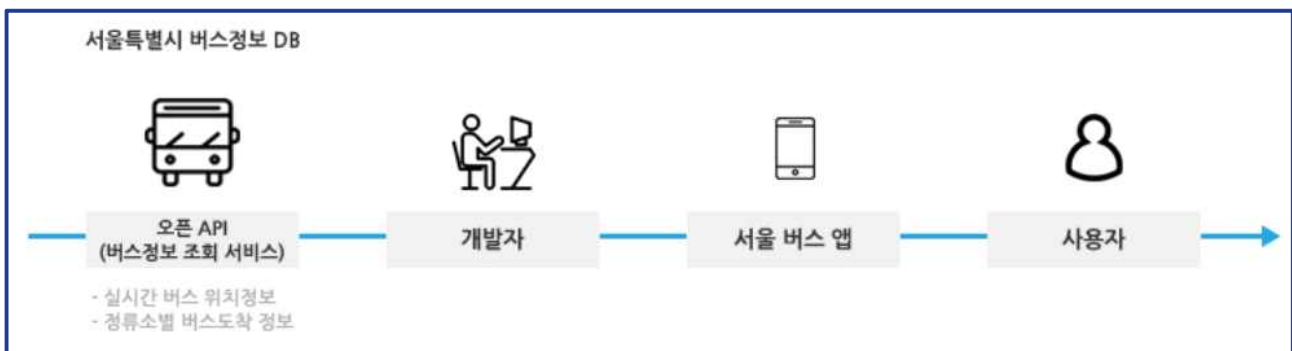 서울특별시 버스정보 DB
오픈 API
(버스정보 조회 서비스)
개발자
서울 버스 앱
사용자
- 실시간 버스 위치정보
- 정류소별 버스도착 정보